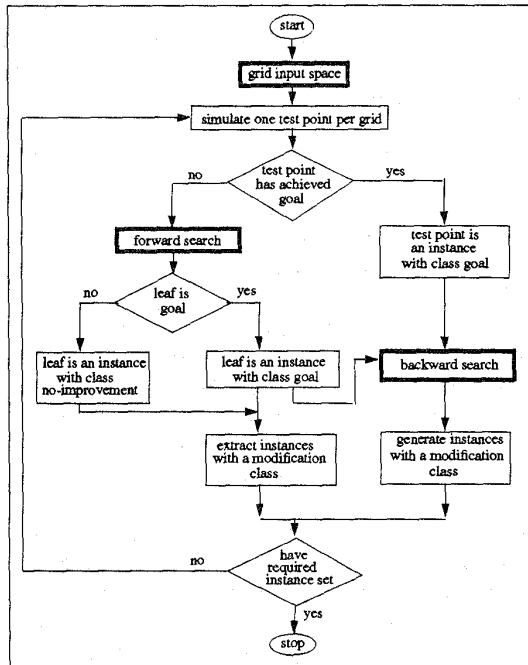 start
grid input space
simulate one test point per grid
test point
has achieved
goal
no
yes
forward search
test point is
an instance
with class goal
leaf is
goal
no
yes
leaf is an instance
with class
no-improvement
leaf is an instance
with class goal
backward search
extract instances
with a modification
class
generate instances
with a modification
class
have
required
instance set
no
yes
stop